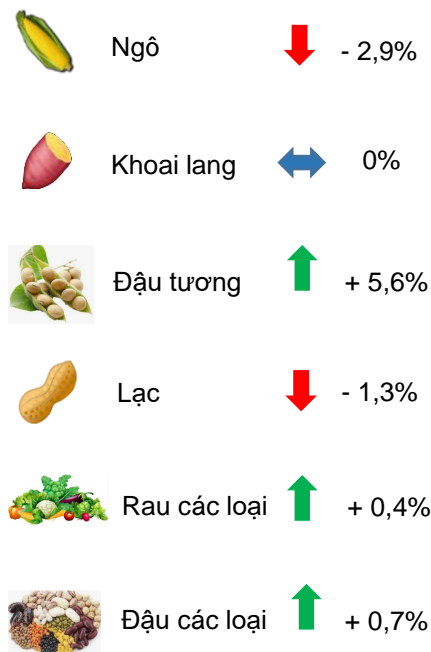 Ngô - 2,9%
Khoai lang 0%
Đậu tương + 5,6%
Lạc - 1,3%
Rau các loại + 0,4%
Đậu các loại + 0,7%